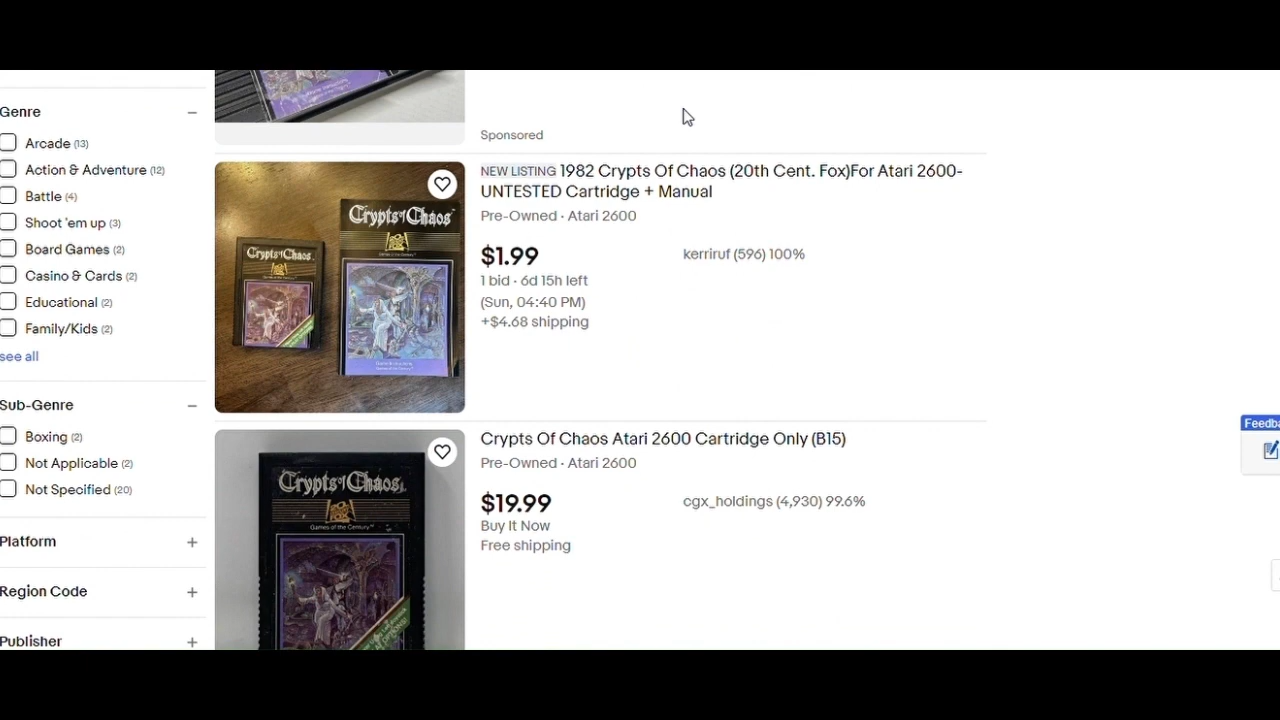 Sponsored
Genre
Arcade (13)
Action & Adventure (12)
Battle (4)
Shoot 'em up (3)
Board Games (2)
Casino & Cards (2)
Educational (2)
Family/Kids (2)
see all
Sub-Genre
Boxing (2)
Not Applicable (2)
Not Specified (20)
Platform
Region Code
Publisher
Crypts of Chaos
Crypts of Chaos
NEW LISTING 1982 Crypts Of Chaos (20th Cent. Fox)For Atari 2600-
UNTESTED Cartridge + Manual
Pre-Owned · Atari 2600
$1.99
1 bid · 6d 15h left
(Sun, 04:40 PM)
+$4.68 shipping
kerriruf (596) 100%
Crypts of Chaos
Games of the Century
Crypts Of Chaos Atari 2600 Cartridge Only (B15)
Pre-Owned · Atari 2600
$19.99
Buy It Now
Free shipping
cgx_holdings (4,930) 99.6%
Feedba